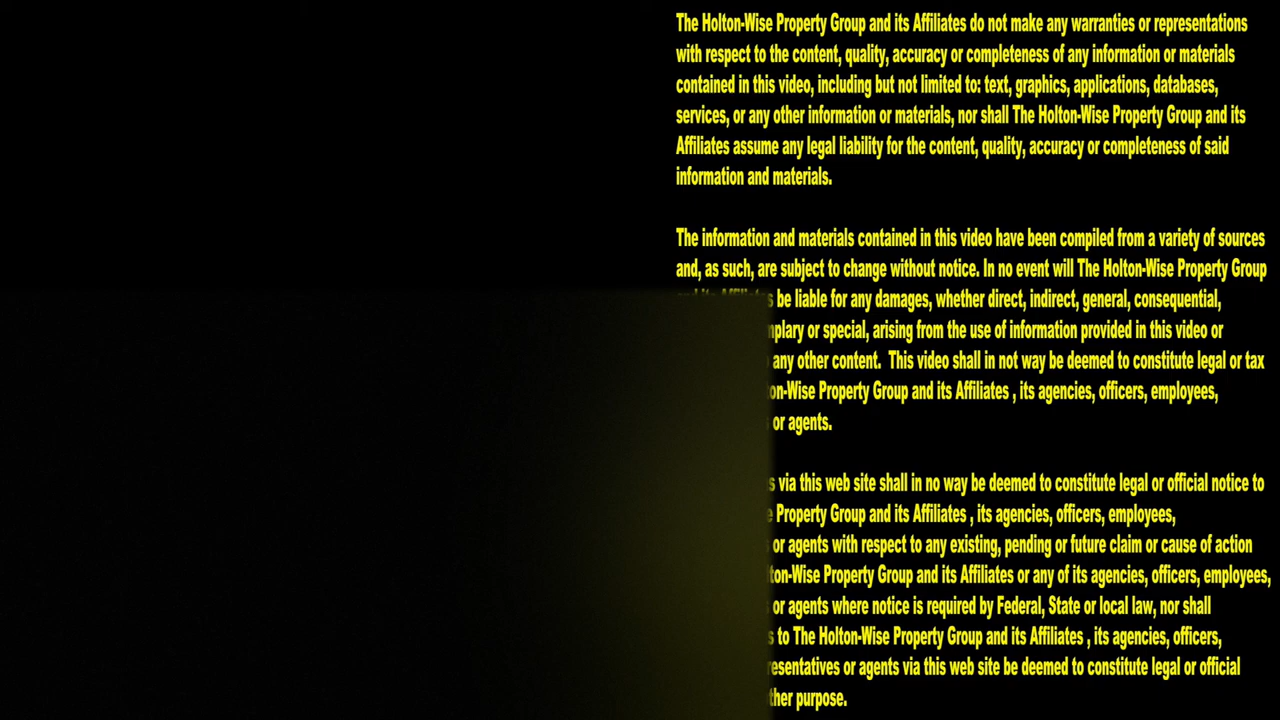 The Holton-Wise Property Group and its Affiliates do not make any warranties or representations
with respect to the content, quality, accuracy or completeness of any information or materials
contained in this video, including but not limited to: text, graphics, applications, databases,
services, or any other information or materials, nor shall The Holton-Wise Property Group and its
Affiliates assume any legal liability for the content, quality, accuracy or completeness of said
information and materials.
The information and materials contained in this video have been compiled from a variety of sources
and, as such, are subject to change without notice. In no event will The Holton-Wise Property Group
be liable for any damages, whether direct, indirect, general, consequential,
or special, arising from the use of information provided in this video or
any other content. This video shall in not way be deemed to constitute legal or tax
Property Group and its Affiliates , its agencies, officers, employees,
or agents.
via this web site shall in no way be deemed to constitute legal or official notice to
Property Group and its Affiliates , its agencies, officers, employees,
or agents with respect to any existing, pending or future claim or cause of action
Property Group and its Affiliates or any of its agencies, officers, employees,
or agents where notice is required by Federal, State or local law, nor shall
to The Holton-Wise Property Group and its Affiliates , its agencies, officers,
or agents via this web site be deemed to constitute legal or official
purpose.